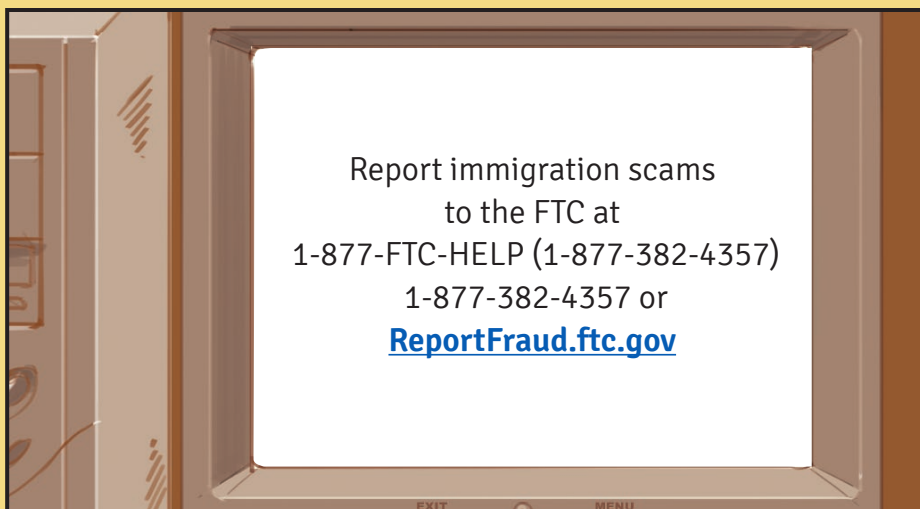 Report immigration scams
to the FTC at
1-877-FTC-HELP (1-877-382-4357)
1-877-382-4357 or
ReportFraud.ftc.gov
EXIT MENU